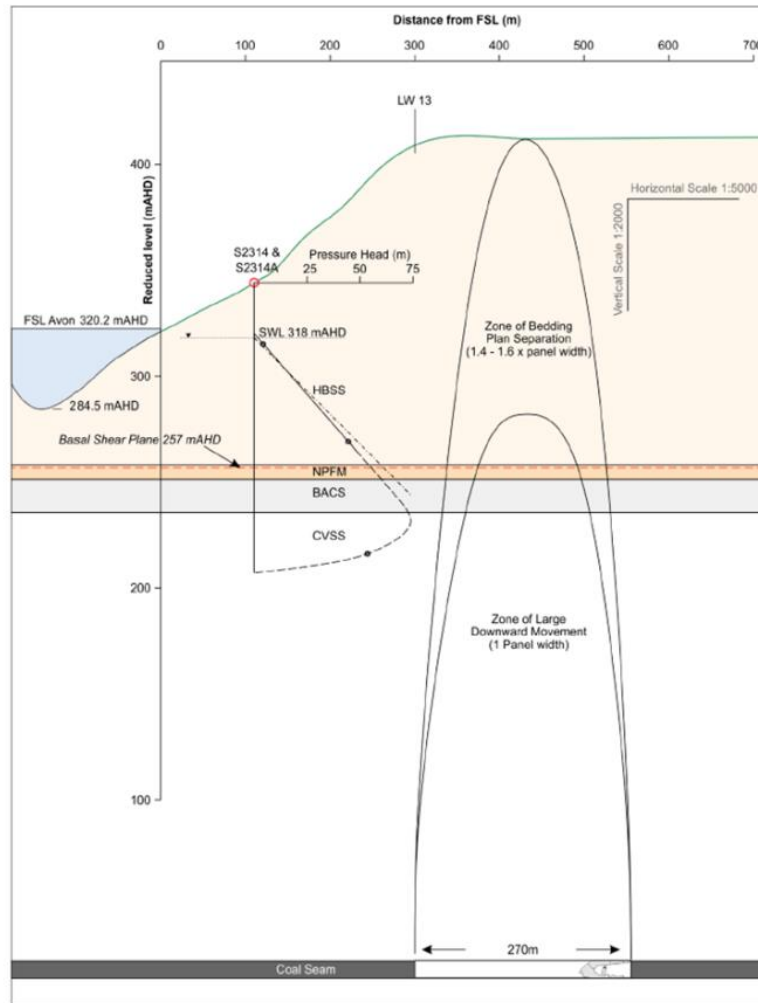 Distance from FSL (m)
0 100 200 300 400 500 600 700
LW 13
400
Reduced level (mAHD)
Horizontal Scale 1:5000
Vertical Scale 1:2000
S2314 &
S2314A
Pressure Head (m)
25 50 75
FSL Avon 320.2 mAHD
SWL 318 mAHD
Zone of Bedding
Plan Separation
(1.4 - 1.6 x panel width)
300
HBSS
284.5 mAHD
Basal Shear Plane 257 mAHD
NPFM
BACS
CVSS
200
Zone of Large
Downward Movement
(1 Panel width)
100
270m
Coal Seam